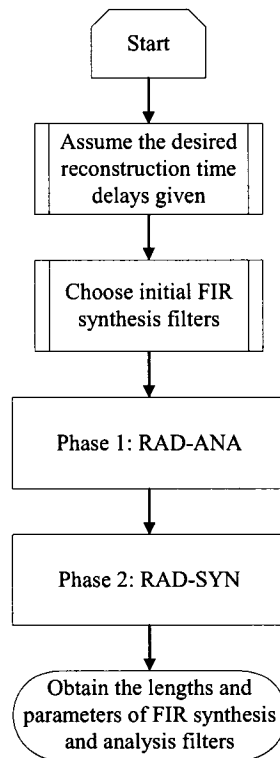 Start
Assume the desired
reconstruction time
delays given
Choose initial FIR
synthesis filters
Phase 1: RAD-ANA
Phase 2: RAD-SYN
Obtain the lengths and
parameters of FIR synthesis
and analysis filters